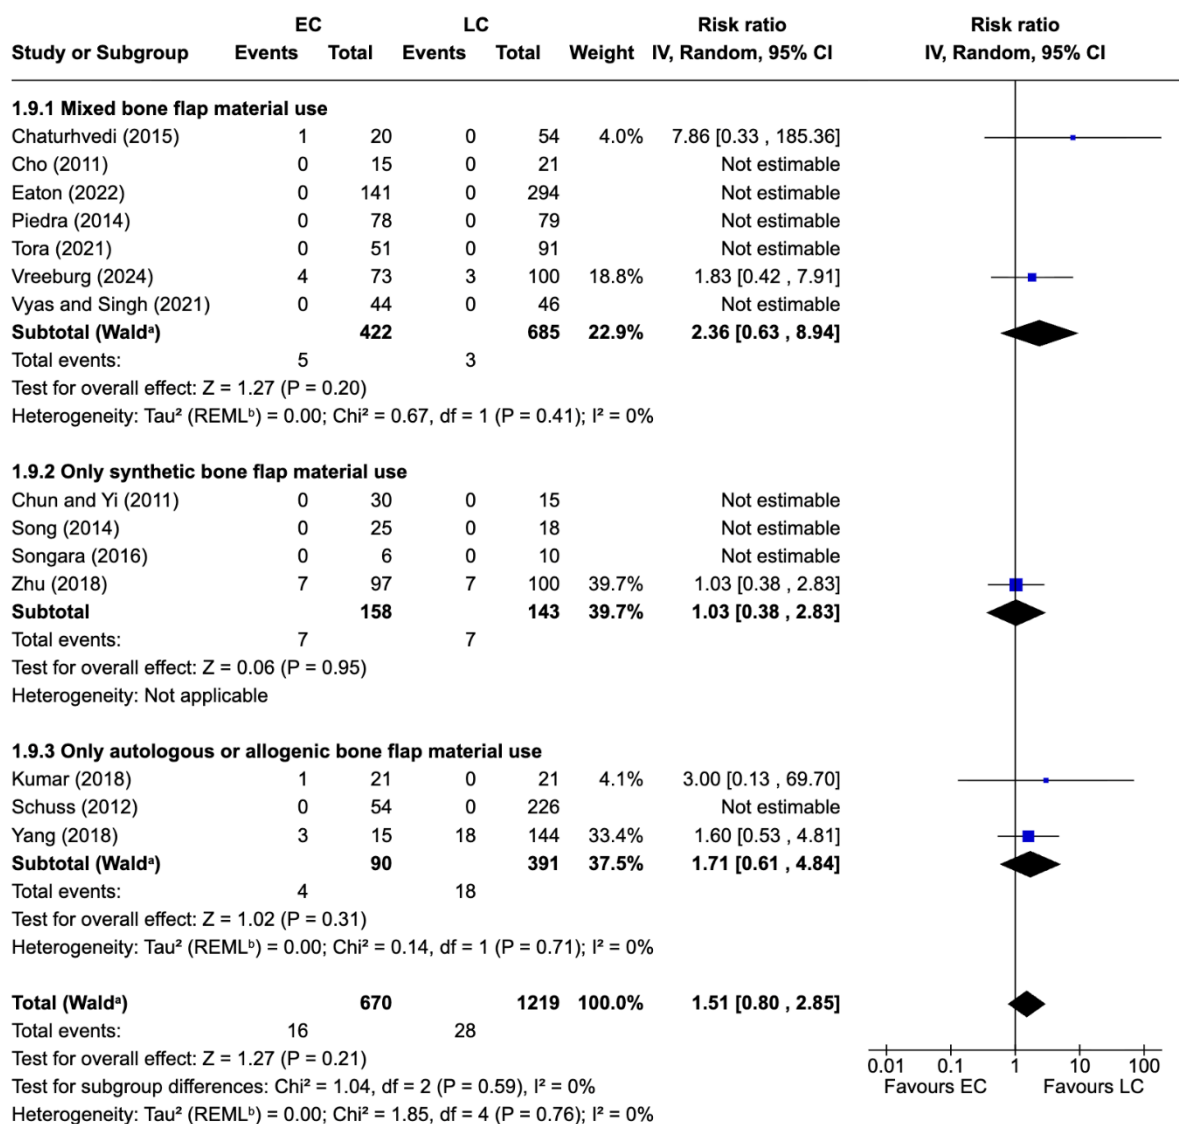 EC LC Risk ratio Risk ratio
Study or Subgroup Events Total Events Total Weight IV, Random, 95% CI IV, Random, 95% CI
1.9.1 Mixed bone flap material use
Chaturhvedi (2015) 1 20 0 54 4.0% 7.86 [0.33 , 185.36]
Cho (2011) 0 15 0 21 Not estimable
Eaton (2022) 0 141 0 294 Not estimable
Piedra (2014) 0 78 0 79 Not estimable
Tora (2021) 0 51 0 91 Not estimable
Vreeburg (2024) 4 73 3 100 18.8% 1.83 [0.42 , 7.91]
Vyas and Singh (2021) 0 44 0 46 Not estimable
Subtotal (Waldᵃ) 422 685 22.9% 2.36 [0.63 , 8.94]
Total events: 5 3
Test for overall effect: Z = 1.27 (P = 0.20)
Heterogeneity: Tau² (REMLᵇ) = 0.00; Chi² = 0.67, df = 1 (P = 0.41); I² = 0%
1.9.2 Only synthetic bone flap material use
Chun and Yi (2011) 0 30 0 15 Not estimable
Song (2014) 0 25 0 18 Not estimable
Songara (2016) 0 6 0 10 Not estimable
Zhu (2018) 7 97 7 100 39.7% 1.03 [0.38 , 2.83]
Subtotal 158 143 39.7% 1.03 [0.38 , 2.83]
Total events: 7 7
Test for overall effect: Z = 0.06 (P = 0.95)
Heterogeneity: Not applicable
1.9.3 Only autologous or allogenic bone flap material use
Kumar (2018) 1 21 0 21 4.1% 3.00 [0.13 , 69.70]
Schuss (2012) 0 54 0 226 Not estimable
Yang (2018) 3 15 18 144 33.4% 1.60 [0.53 , 4.81]
Subtotal (Waldᵃ) 90 391 37.5% 1.71 [0.61 , 4.84]
Total events: 4 18
Test for overall effect: Z = 1.02 (P = 0.31)
Heterogeneity: Tau² (REMLᵇ) = 0.00; Chi² = 0.14, df = 1 (P = 0.71); I² = 0%
Total (Waldᵃ) 670 1219 100.0% 1.51 [0.80 , 2.85]
Total events: 16 28
Test for overall effect: Z = 1.27 (P = 0.21)
Test for subgroup differences: Chi² = 1.04, df = 2 (P = 0.59), I² = 0%
Heterogeneity: Tau² (REMLᵇ) = 0.00; Chi² = 1.85, df = 4 (P = 0.76); I² = 0%
0.01 0.1 1 10 100
Favours EC Favours LC